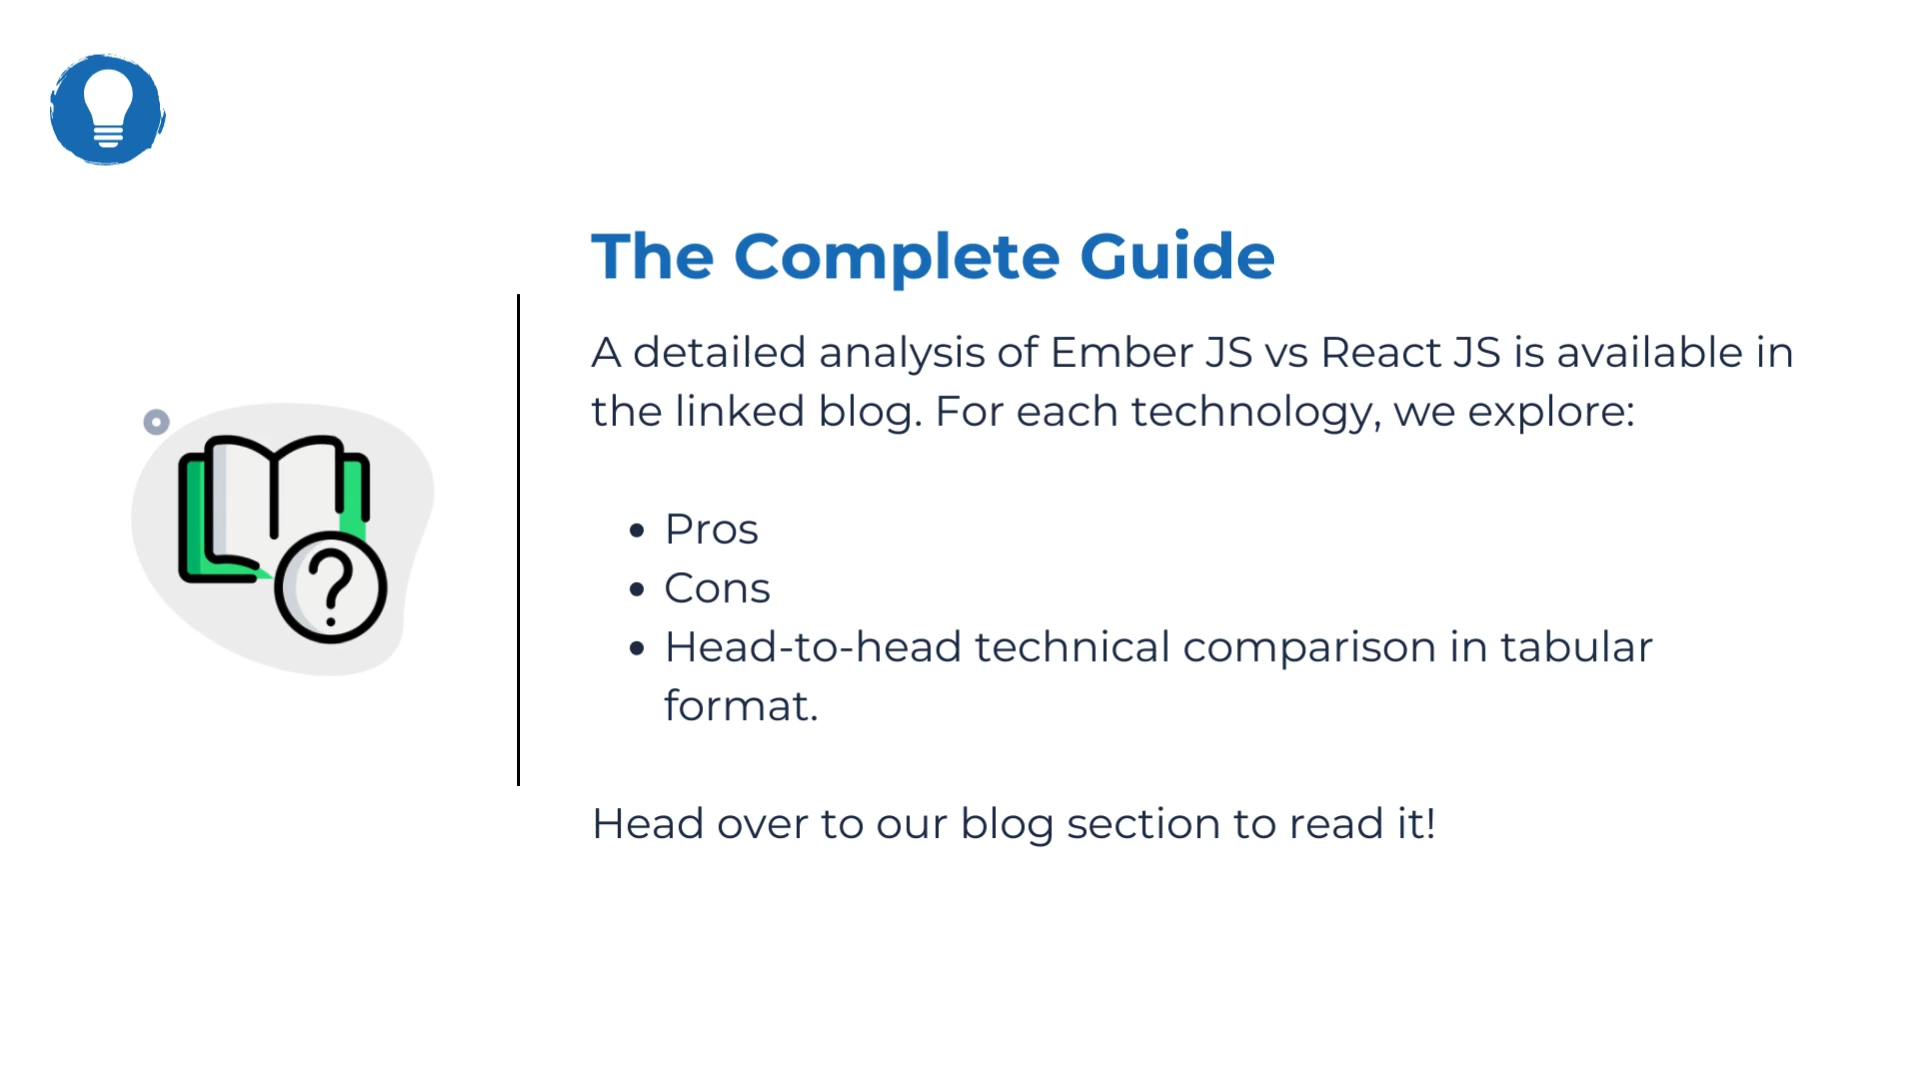 The Complete Guide
A detailed analysis of Ember JS vs React JS is available in
the linked blog. For each technology, we explore:
• Pros
• Cons
• Head-to-head technical comparison in tabular
format.
Head over to our blog section to read it!
?